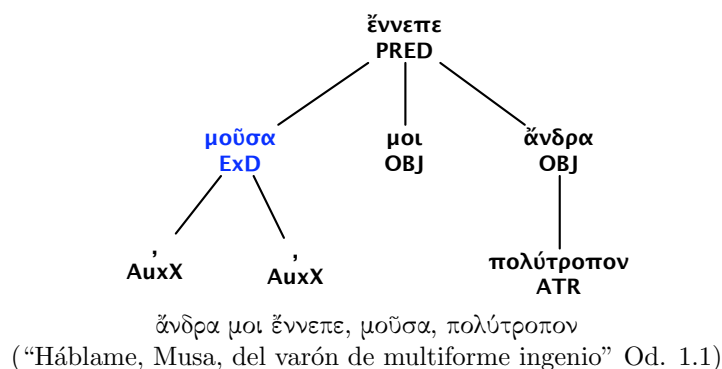 ἔννεπε
PRED
μοῦσα μοι ἄνδρα
ExD OBJ OBJ
, , πολύτροπον
AuxX AuxX ATR
ἄνδρα μοι ἔννεπε, μοῦσα, πολύτροπον
(“Háblame, Musa, del varón de multiforme ingenio” Od. 1.1)